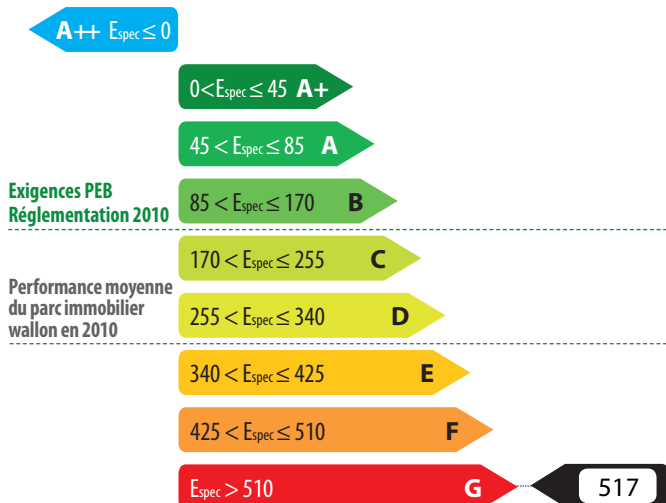 A++ Espec ≤ 0
0 < Espec ≤ 45 A+
45 < Espec ≤ 85 A
Exigences PEB
Réglementation 2010
85 < Espec ≤ 170 B
170 < Espec ≤ 255 C
Performance moyenne
du parc immobilier
wallon en 2010
255 < Espec ≤ 340 D
340 < Espec ≤ 425 E
425 < Espec ≤ 510 F
Espec > 510 G 517